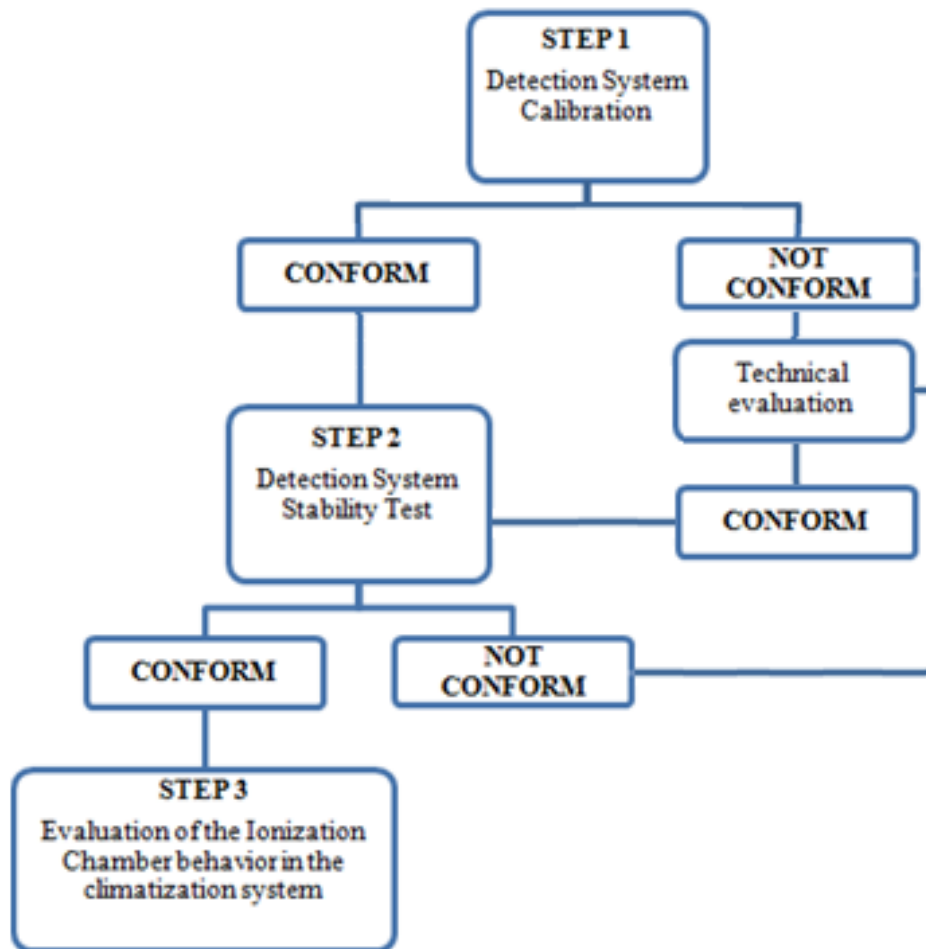 STEP 1
Detection System
Calibration
CONFORM
NOT
CONFORM
Technical
evaluation
STEP 2
Detection System
Stability Test
CONFORM
CONFORM
NOT
CONFORM
STEP 3
Evaluation of the Ionization
Chamber behavior in the
climatization system